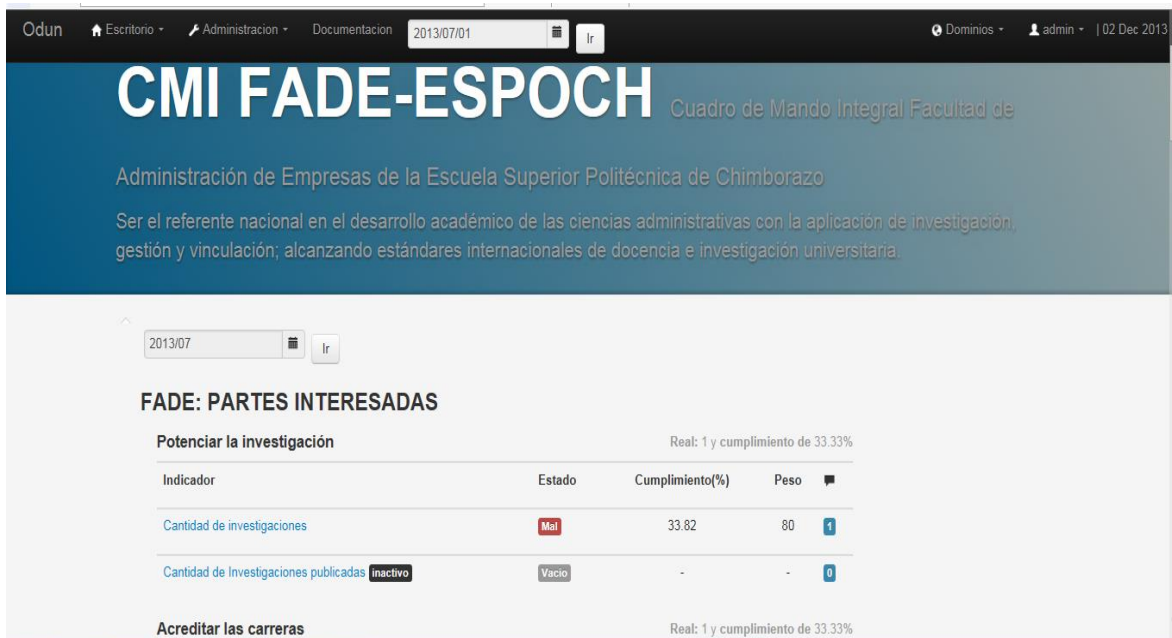 Odun Escritorio Administracion Documentacion 2013/07/01 Ir Dominios admin | 02 Dec 2013
CMI FADE-ESPOCH Cuadro de Mando Integral Facultad de
Administración de Empresas de la Escuela Superior Politécnica de Chimborazo
Ser el referente nacional en el desarrollo académico de las ciencias administrativas con la aplicación de investigación,
gestión y vinculación; alcanzando estándares internacionales de docencia e investigación universitaria.
2013/07 Ir
FADE: PARTES INTERESADAS
Potenciar la investigación Real: 1 y cumplimiento de 33.33%
Indicador Estado Cumplimiento(%) Peso
Cantidad de investigaciones Mal 33.82 80 1
Cantidad de Investigaciones publicadas inactivo Vacio - - 0
Acreditar las carreras Real: 1 y cumplimiento de 33.33%